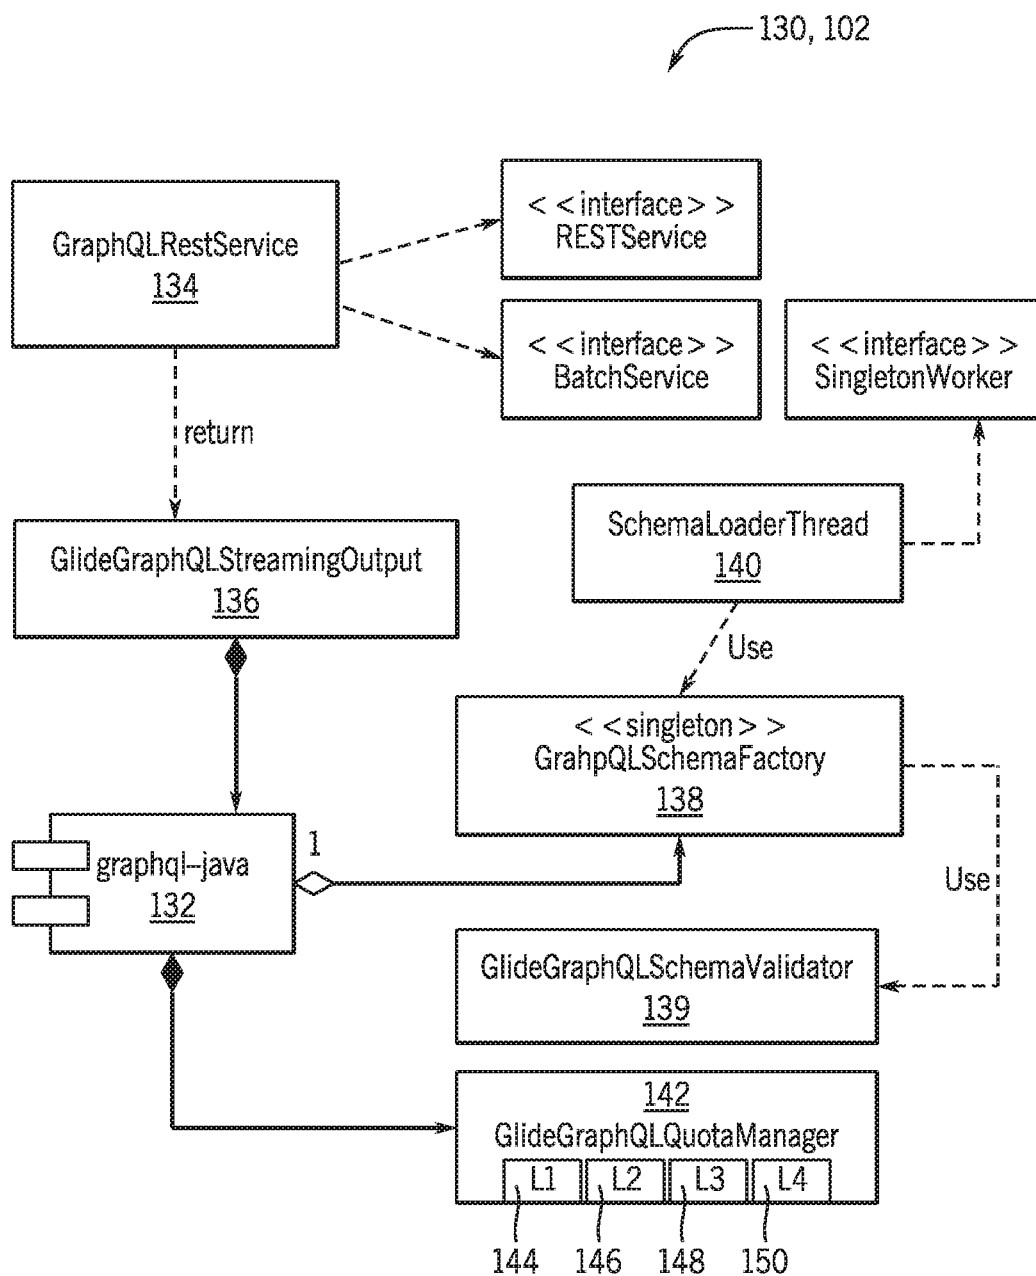 130, 102
GraphQLRestService
134
< <interface> >
RESTService
< <interface> >
BatchService
< <interface> >
SingletonWorker
return
GlideGraphQLStreamingOutput
136
SchemaLoaderThread
140
Use
< <singleton> >
GrahpQLSchemaFactory
138
1
graphql–java
132
Use
GlideGraphQLSchemaValidator
139
142
GlideGraphQLQuotaManager
L1 L2 L3 L4
144 146 148 150